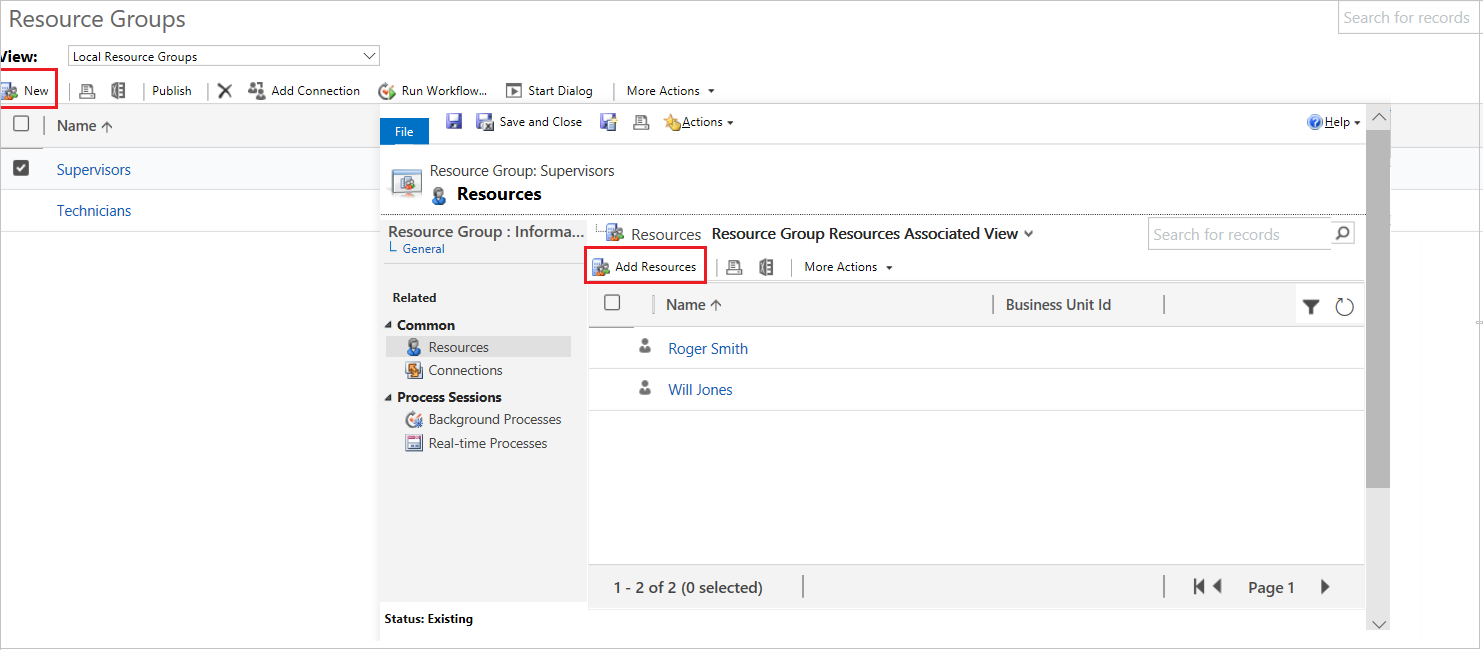 Resource Groups
Search for records
View:
Local Resource Groups
New Publish Add Connection Run Workflow... Start Dialog More Actions
Name
Supervisors
Technicians
File Save and Close Actions Help
Resource Group: Supervisors
Resources
Resource Group : Informa...
General
Related
Common
Resources
Connections
Process Sessions
Background Processes
Real-time Processes
Resources Resource Group Resources Associated View
Search for records
Add Resources More Actions
Name Business Unit Id
Roger Smith
Will Jones
1 - 2 of 2 (0 selected) Page 1
Status: Existing